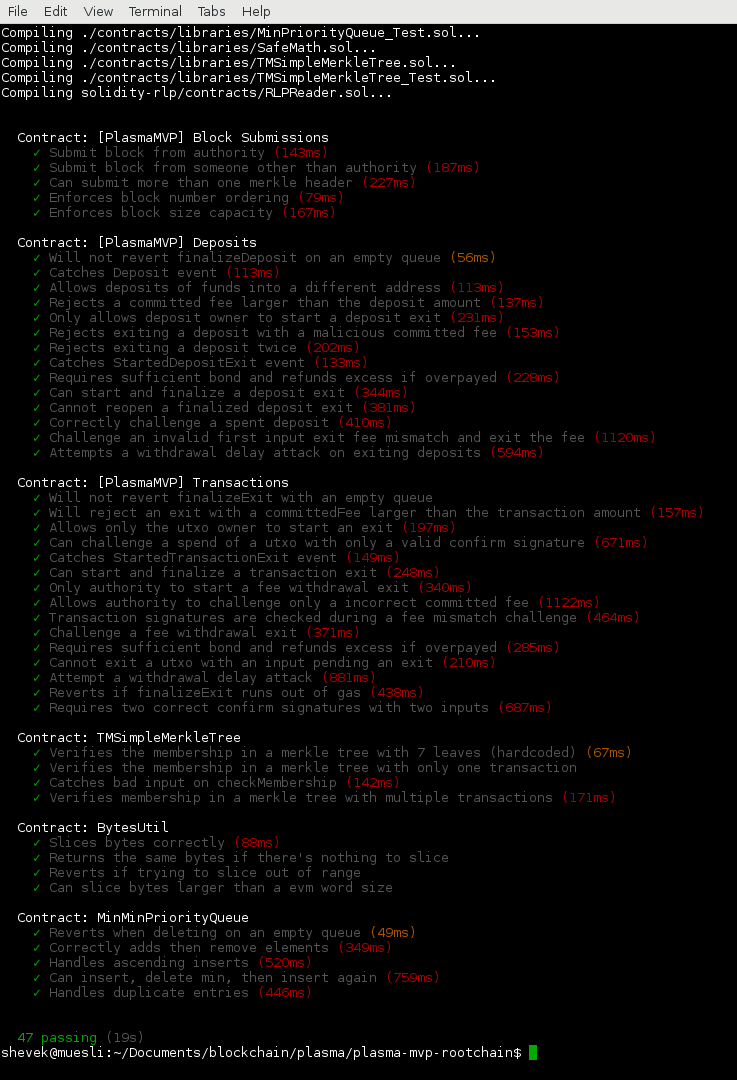 File Edit View Terminal Tabs Help
Compiling ./contracts/libraries/MinPriorityQueue_Test.sol...
Compiling ./contracts/libraries/SafeMath.sol...
Compiling ./contracts/libraries/TMSimpleMerkleTree.sol...
Compiling ./contracts/libraries/TMSimpleMerkleTree_Test.sol...
Compiling solidity-rlp/contracts/RLPReader.sol...
Contract: [PlasmaMVP] Block Submissions
✓ Submit block from authority (143ms)
✓ Submit block from someone other than authority (187ms)
✓ Can submit more than one merkle header (227ms)
✓ Enforces block number ordering (79ms)
✓ Enforces block size capacity (167ms)
Contract: [PlasmaMVP] Deposits
✓ Will not revert finalizeDeposit on an empty queue (56ms)
✓ Catches Deposit event (113ms)
✓ Allows deposits of funds into a different address (113ms)
✓ Rejects a committed fee larger than the deposit amount (137ms)
✓ Only allows deposit owner to start a deposit exit (231ms)
✓ Rejects exiting a deposit with a malicious committed fee (153ms)
✓ Rejects exiting a deposit twice (202ms)
✓ Catches StartedDepositExit event (133ms)
✓ Requires sufficient bond and refunds excess if overpayed (228ms)
✓ Can start and finalize a deposit exit (344ms)
✓ Cannot reopen a finalized deposit exit (381ms)
✓ Correctly challenge a spent deposit (410ms)
✓ Challenge an invalid first input exit fee mismatch and exit the fee (1120ms)
✓ Attempts a withdrawal delay attack on exiting deposits (594ms)
Contract: [PlasmaMVP] Transactions
✓ Will not revert finalizeExit with an empty queue
✓ Will reject an exit with a committedFee larger than the transaction amount (157ms)
✓ Allows only the utxo owner to start an exit (197ms)
✓ Can challenge a spend of a utxo with only a valid confirm signature (671ms)
✓ Catches StartedTransactionExit event (149ms)
✓ Can start and finalize a transaction exit (248ms)
✓ Only authority to start a fee withdrawal exit (340ms)
✓ Allows authority to challenge only a incorrect committed fee (1122ms)
✓ Transaction signatures are checked during a fee mismatch challenge (464ms)
✓ Challenge a fee withdrawal exit (371ms)
✓ Requires sufficient bond and refunds excess if overpayed (285ms)
✓ Cannot exit a utxo with an input pending an exit (210ms)
✓ Attempt a withdrawal delay attack (881ms)
✓ Reverts if finalizeExit runs out of gas (438ms)
✓ Requires two correct confirm signatures with two inputs (687ms)
Contract: TMSimpleMerkleTree
✓ Verifies the membership in a merkle tree with 7 leaves (hardcoded) (67ms)
✓ Verifies the membership in a merkle tree with only one transaction
✓ Catches bad input on checkMembership (142ms)
✓ Verifies membership in a merkle tree with multiple transactions (171ms)
Contract: BytesUtil
✓ Slices bytes correctly (88ms)
✓ Returns the same bytes if there's nothing to slice
✓ Reverts if trying to slice out of range
✓ Can slice bytes larger than a evm word size
Contract: MinMinPriorityQueue
✓ Reverts when deleting on an empty queue (49ms)
✓ Correctly adds then remove elements (349ms)
✓ Handles ascending inserts (520ms)
✓ Can insert, delete min, then insert again (759ms)
✓ Handles duplicate entries (446ms)
47 passing (19s)
shevek@muesli:~/Documents/blockchain/plasma/plasma-mvp-rootchain$